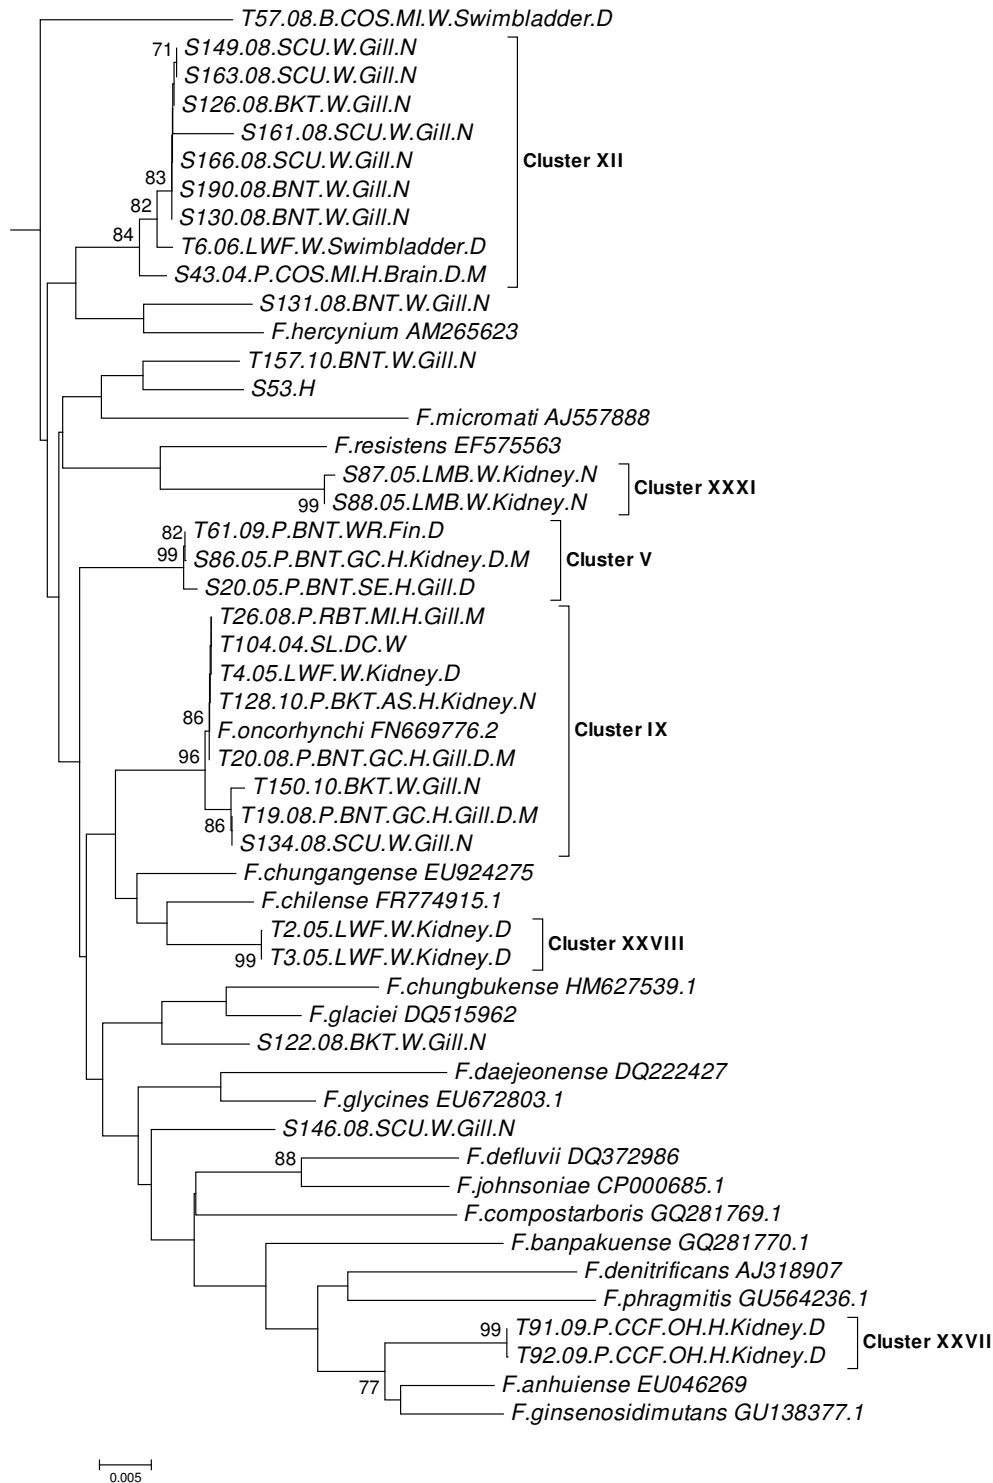 T57.08.B.COS.MI.W.Swimbladder.D
71 S149.08.SCU.W.Gill.N
S163.08.SCU.W.Gill.N
S126.08.BKT.W.Gill.N
S161.08.SCU.W.Gill.N
S166.08.SCU.W.Gill.N Cluster XII
83 S190.08.BNT.W.Gill.N
82 S130.08.BNT.W.Gill.N
84 T6.06.LWF.W.Swimbladder.D
S43.04.P.COS.MI.H.Brain.D.M
S131.08.BNT.W.Gill.N
F.hercynium AM265623
T157.10.BNT.W.Gill.N
S53.H
F.micromati AJ557888
F.resistens EF575563
S87.05.LMB.W.Kidney.N
Cluster XXXI
99 S88.05.LMB.W.Kidney.N
82 T61.09.P.BNT.WR.Fin.D
99 S86.05.P.BNT.GC.H.Kidney.D.M Cluster V
S20.05.P.BNT.SE.H.Gill.D
T26.08.P.RBT.MI.H.Gill.M
T104.04.SL.DC.W
T4.05.LWF.W.Kidney.D
T128.10.P.BKT.AS.H.Kidney.N
86 F.oncorhynchi FN669776.2 Cluster IX
96 T20.08.P.BNT.GC.H.Gill.D.M
T150.10.BKT.W.Gill.N
T19.08.P.BNT.GC.H.Gill.D.M
86 S134.08.SCU.W.Gill.N
F.chungangense EU924275
F.chilense FR774915.1
T2.05.LWF.W.Kidney.D
Cluster XXVIII
99 T3.05.LWF.W.Kidney.D
F.chungbukense HM627539.1
F.glaciei DQ515962
S122.08.BKT.W.Gill.N
F.daejeonense DQ222427
F.glycines EU672803.1
S146.08.SCU.W.Gill.N
88 F.defluvii DQ372986
F.johnsoniae CP000685.1
F.compostarboris GQ281769.1
F.banpakuense GQ281770.1
F.denitrificans AJ318907
F.phragmitis GU564236.1
99 T91.09.P.CCF.OH.H.Kidney.D
Cluster XXVII
T92.09.P.CCF.OH.H.Kidney.D
77 F.anhuiense EU046269
F.ginsenosidimutans GU138377.1
0.005